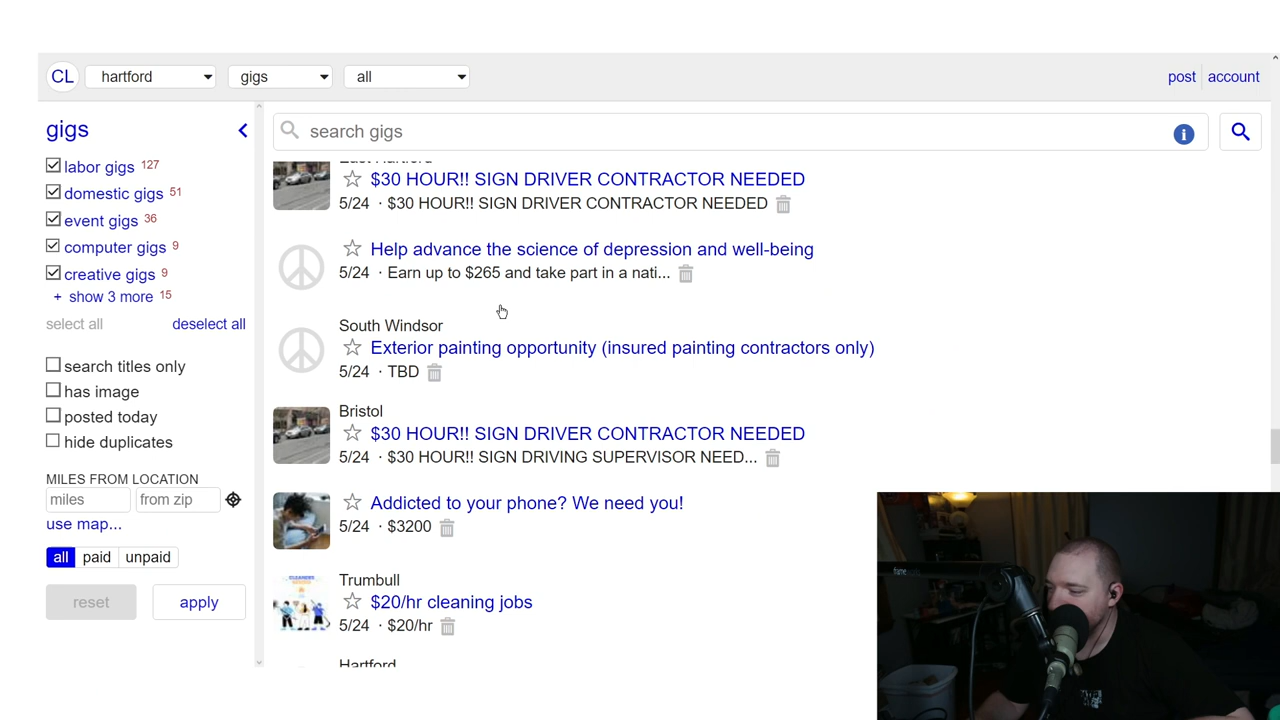 CL
hartford
gigs
all
post
account
gigs
labor gigs 127
domestic gigs 51
event gigs 36
computer gigs 9
creative gigs 9
+ show 3 more 15
select all
deselect all
search titles only
has image
posted today
hide duplicates
MILES FROM LOCATION
miles
from zip
use map...
all
paid
unpaid
reset
apply
search gigs
East Hartford
$30 HOUR!! SIGN DRIVER CONTRACTOR NEEDED
5/24 · $30 HOUR!! SIGN DRIVER CONTRACTOR NEEDED
Help advance the science of depression and well-being
5/24 · Earn up to $265 and take part in a nati...
South Windsor
Exterior painting opportunity (insured painting contractors only)
5/24 · TBD
Bristol
$30 HOUR!! SIGN DRIVER CONTRACTOR NEEDED
5/24 · $30 HOUR!! SIGN DRIVING SUPERVISOR NEED...
Addicted to your phone? We need you!
5/24 · $3200
Trumbull
$20/hr cleaning jobs
5/24 · $20/hr
Hartford